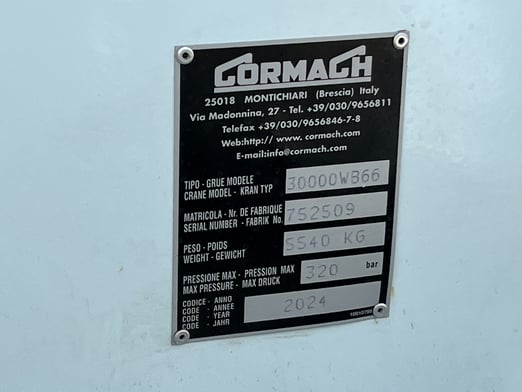 CORMACH
25018 MONTICHIARI (Brescia) Italy
Via Madonnina, 27 - Tel. +39/030/9656811
Telefax +39/030/9656846-7-8
Web:http// www. cormach.com
E-mail:info@cormach.com
TIPO - GRUE MODELE
CRANE MODEL - KRAN TYP
30000WB66
MATRICOLA - Nr. DE FABRIQUE
SERIAL NUMBER - FABRIK No.
752509
PESO - POIDS
WEIGHT - GEWICHT
5540 KG
PRESSIONE MAX - PRESSION MAX
MAX PRESSURE - MAX DRUCK
320 bar
CODICE - ANNO
CODE - ANNEE
CODE - YEAR
CODE - JAHR
2024